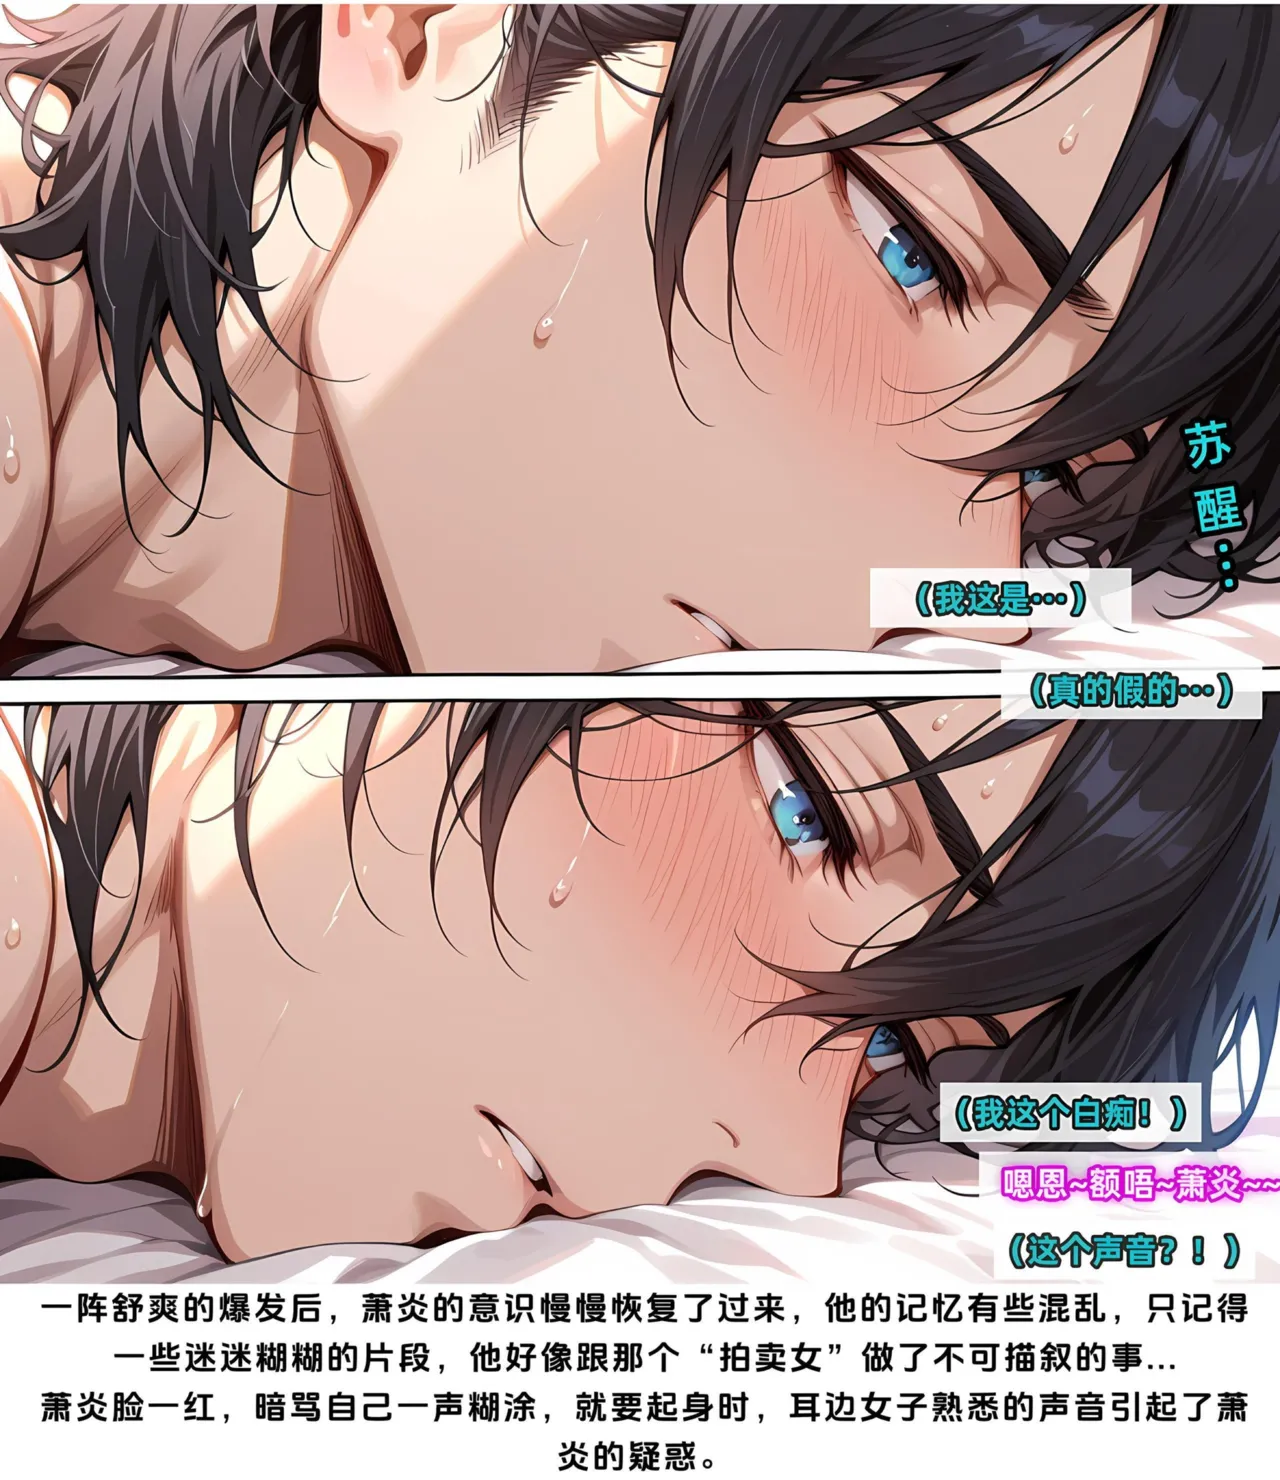 苏醒…
（我这是…）
（真的假的…）
（我这个白痴！）
嗯恩~额唔~萧炎~~
（这个声音？！）
一阵舒爽的爆发后，萧炎的意识慢慢恢复了过来，他的记忆有些混乱，只记得
一些迷迷糊糊的片段，他好像跟那个“拍卖女”做了不可描叙的事...
萧炎脸一红，暗骂自己一声糊涂，就要起身时，耳边女子熟悉的声音引起了萧
炎的疑惑。